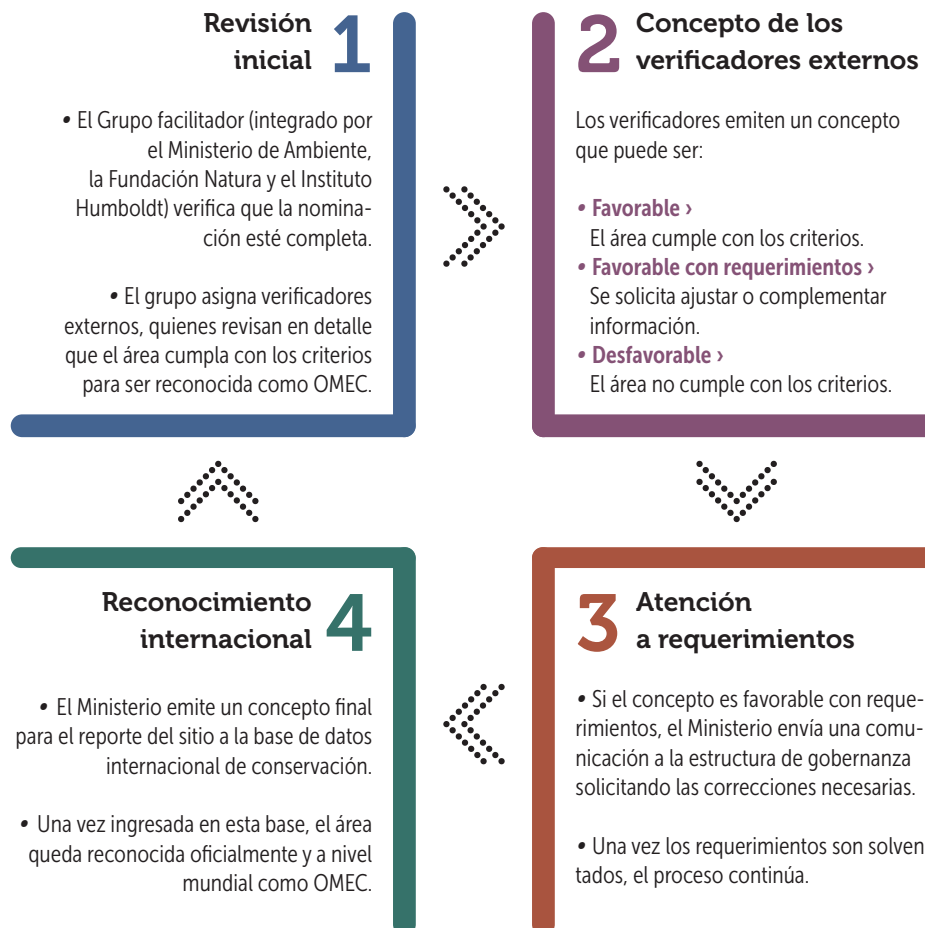 Revisión
inicial
1
• El Grupo facilitador (integrado por
el Ministerio de Ambiente,
la Fundación Natura y el Instituto
Humboldt) verifica que la nomina-
ción esté completa.
• El grupo asigna verificadores
externos, quienes revisan en detalle
que el área cumpla con los criterios
para ser reconocida como OMEC.
2
Concepto de los
verificadores externos
Los verificadores emiten un concepto
que puede ser:
• Favorable ›
El área cumple con los criterios.
• Favorable con requerimientos ›
Se solicita ajustar o complementar
información.
• Desfavorable ›
El área no cumple con los criterios.
3
Atención
a requerimientos
• Si el concepto es favorable con reque-
rimientos, el Ministerio envía una comu-
nicación a la estructura de gobernanza
solicitando las correcciones necesarias.
• Una vez los requerimientos son solven
tados, el proceso continúa.
Reconocimiento
internacional
4
• El Ministerio emite un concepto final
para el reporte del sitio a la base de datos
internacional de conservación.
• Una vez ingresada en esta base, el área
queda reconocida oficialmente y a nivel
mundial como OMEC.